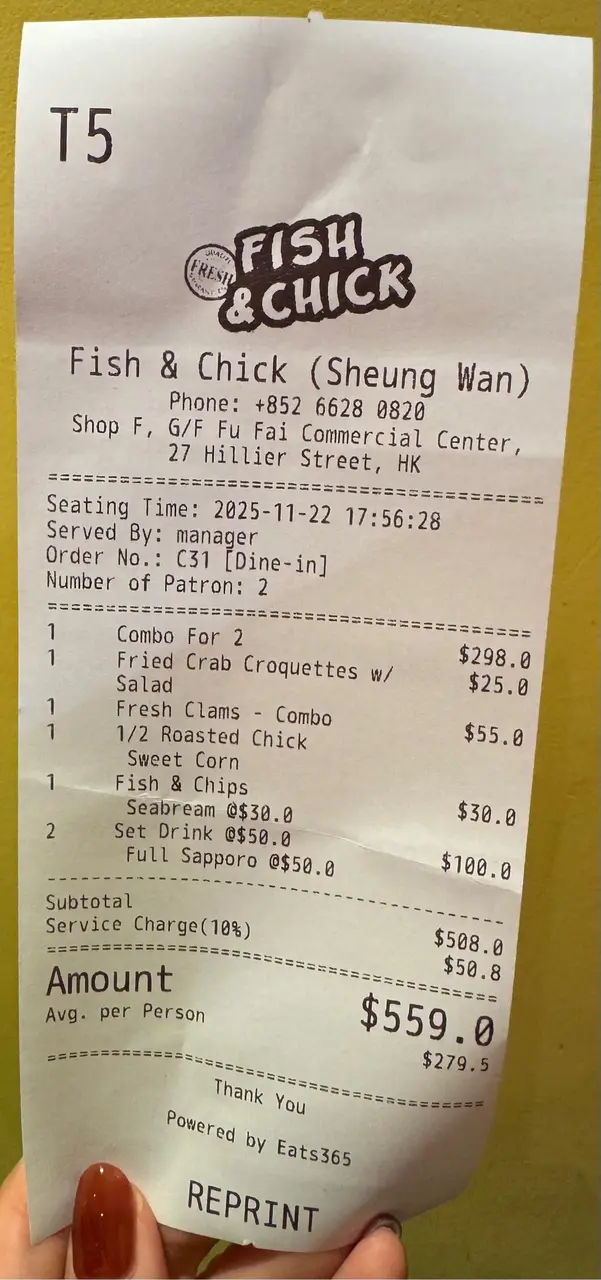 T5
QUALITY
FRESH
FISH
& CHICK
Fish & Chick (Sheung Wan)
Phone: +852 6628 0820
Shop F, G/F Fu Fai Commercial Center,
27 Hillier Street, HK
========================================
Seating Time: 2025-11-22 17:56:28
Served By: manager
Order No.: C31 [Dine-in]
Number of Patron: 2
========================================
1 Combo For 2 $298.0
1 Fried Crab Croquettes w/ $25.0
Salad
1 Fresh Clams - Combo $55.0
1 1/2 Roasted Chick
Sweet Corn
1 Fish & Chips
Seabream @$30.0 $30.0
2 Set Drink @$50.0
Full Sapporo @$50.0 $100.0
----------------------------------------
Subtotal $508.0
Service Charge(10%) $50.8
========================================
Amount $559.0
Avg. per Person $279.5
========================================
Thank You
Powered by Eats365
REPRINT